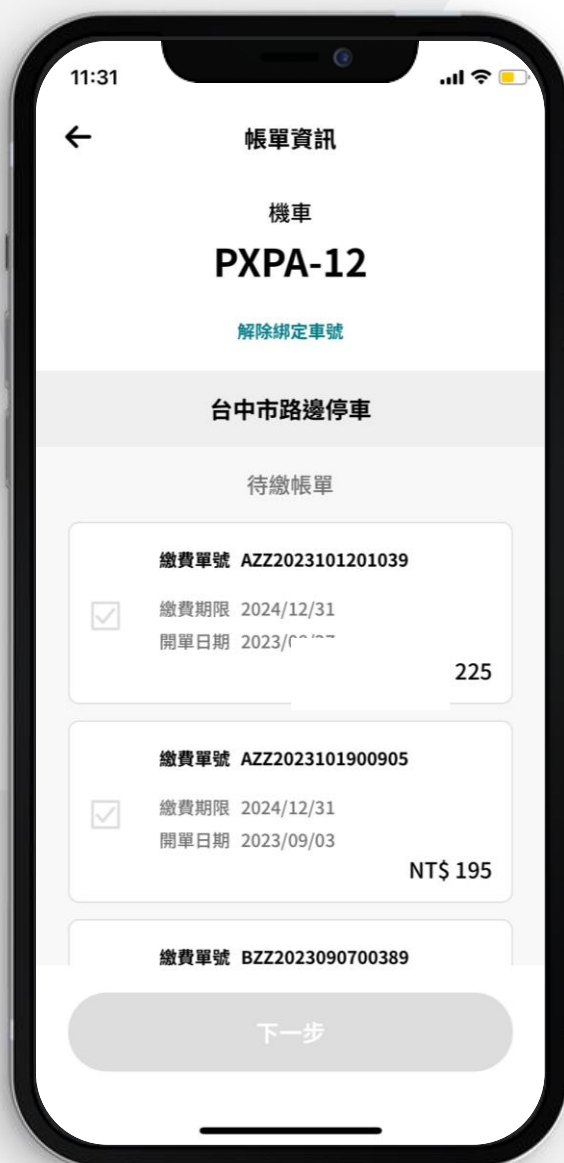 11:31
帳單資訊
機車
PXPA-12
解除綁定車號
台中市路邊停車
待繳帳單
繳費單號 AZZ2023101201039
繳費期限 2024/12/31
開單日期
225
繳費單號 AZZ2023101900905
繳費期限 2024/12/31
開單日期 2023/09/03
NT$ 195
繳費單號 BZZ2023090700389
下一步